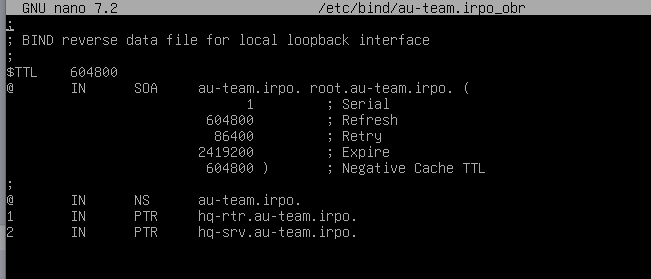 GNU nano 7.2 /etc/bind/au-team.irpo_obr
;
; BIND reverse data file for local loopback interface
;
$TTL 604800
@ IN SOA au-team.irpo. root.au-team.irpo. (
1 ; Serial
604800 ; Refresh
86400 ; Retry
2419200 ; Expire
604800 ) ; Negative Cache TTL
;
@ IN NS au-team.irpo.
1 IN PTR hq-rtr.au-team.irpo.
2 IN PTR hq-srv.au-team.irpo.